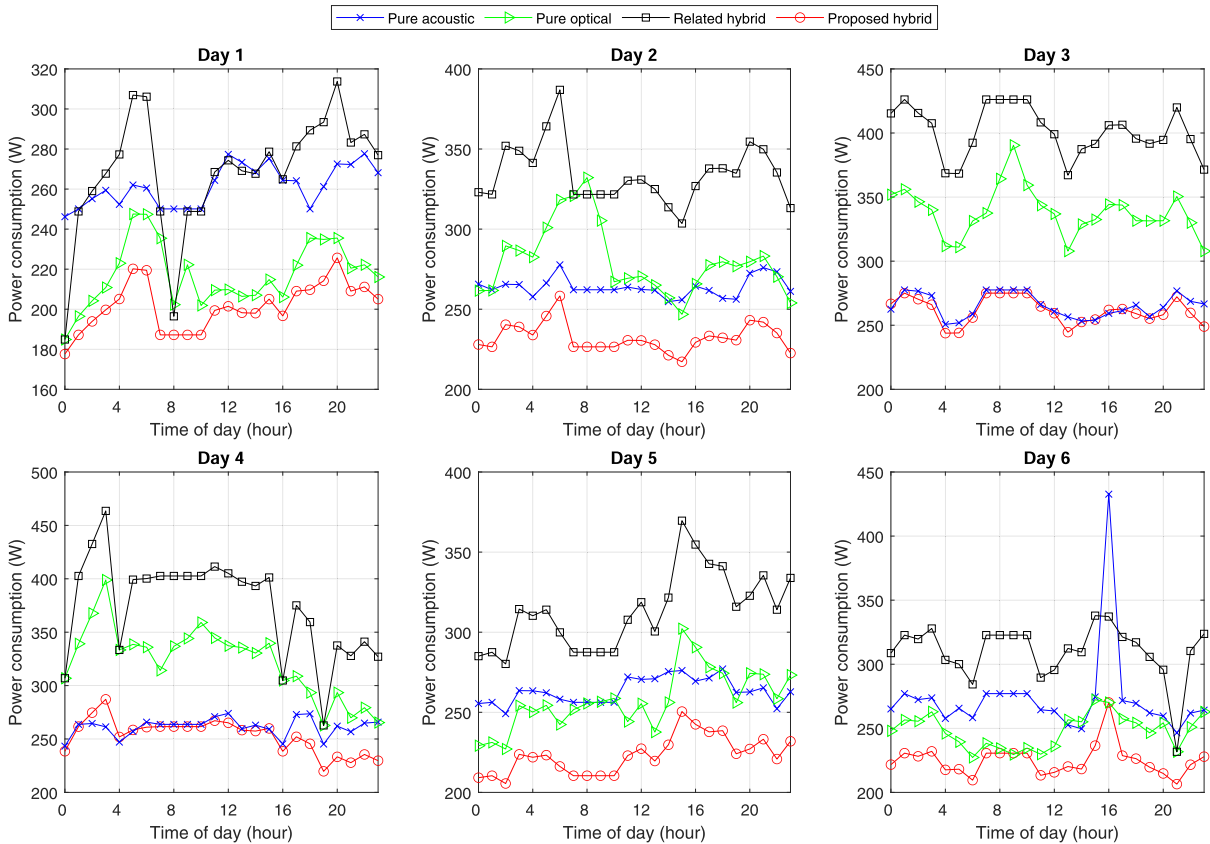 Pure acoustic Pure optical Related hybrid Proposed hybrid
Day 1
Power consumption (W)
320
300
280
260
240
220
200
180
160
0 4 8 12 16 20
Time of day (hour)
Day 2
Power consumption (W)
400
350
300
250
200
0 4 8 12 16 20
Time of day (hour)
Day 3
Power consumption (W)
450
400
350
300
250
200
0 4 8 12 16 20
Time of day (hour)
Day 4
Power consumption (W)
500
450
400
350
300
250
200
0 4 8 12 16 20
Time of day (hour)
Day 5
Power consumption (W)
400
350
300
250
200
0 4 8 12 16 20
Time of day (hour)
Day 6
Power consumption (W)
450
400
350
300
250
200
0 4 8 12 16 20
Time of day (hour)